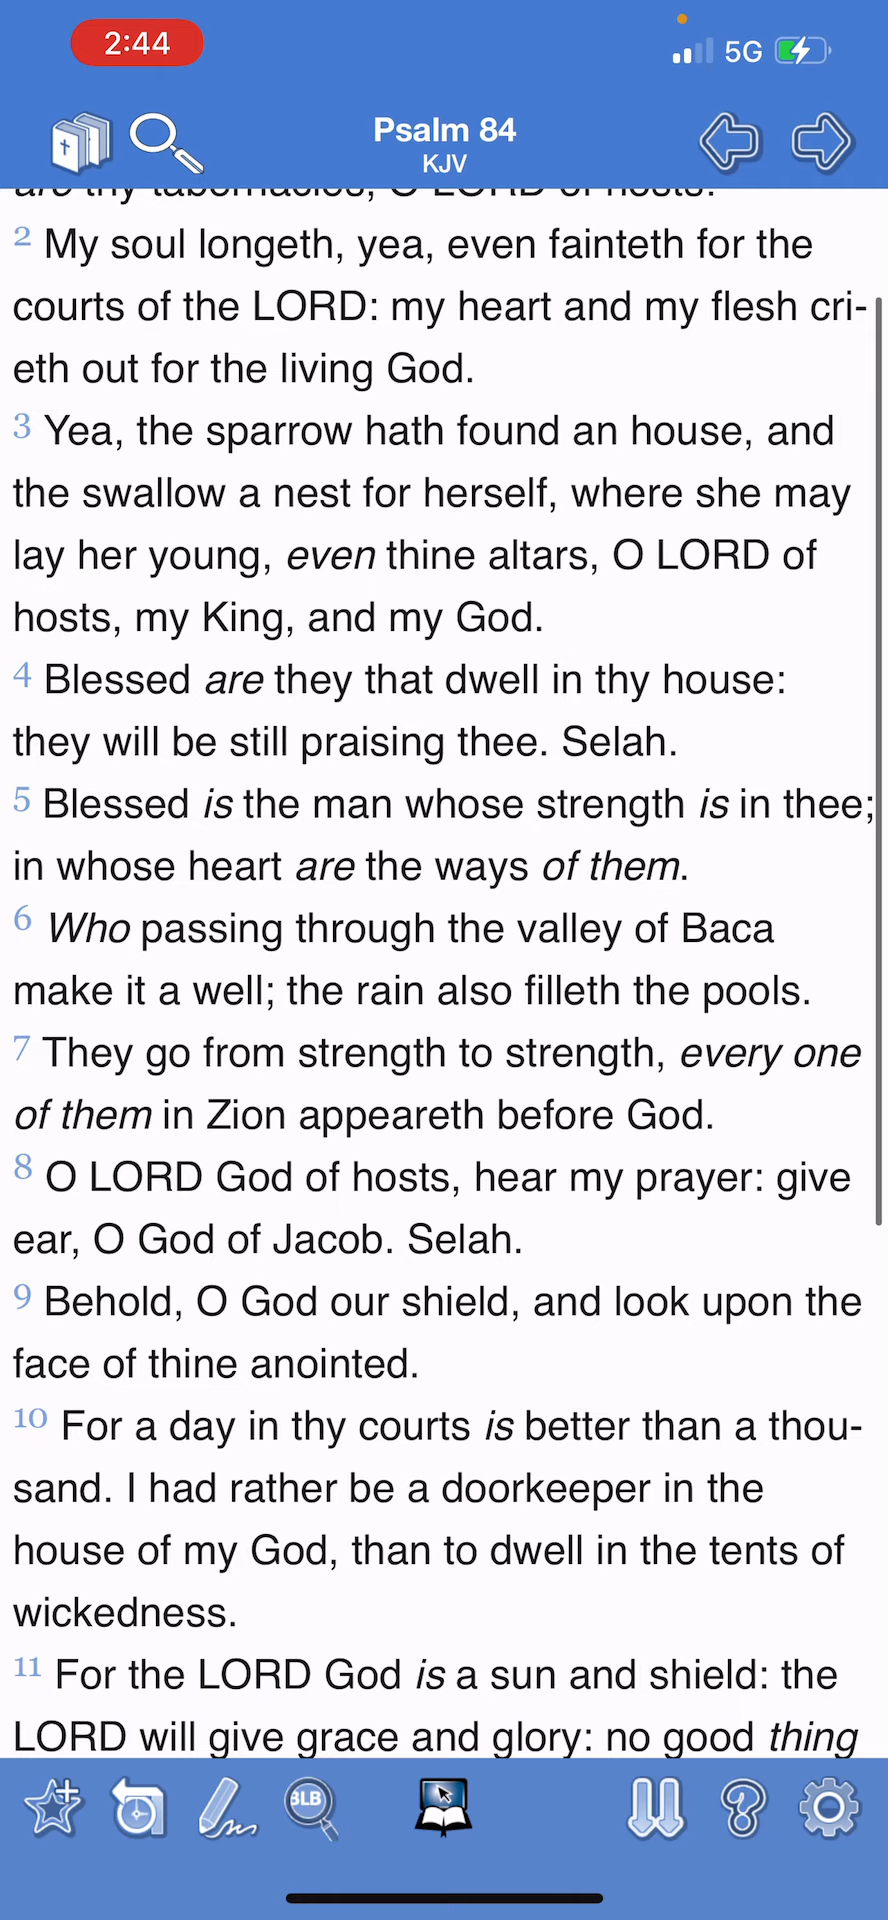 2:44
5G
Psalm 84
KJV
are thy tabernacles, O LORD of hosts!
2 My soul longeth, yea, even fainteth for the
courts of the LORD: my heart and my flesh cri-
eth out for the living God.
3 Yea, the sparrow hath found an house, and
the swallow a nest for herself, where she may
lay her young, even thine altars, O LORD of
hosts, my King, and my God.
4 Blessed are they that dwell in thy house:
they will be still praising thee. Selah.
5 Blessed is the man whose strength is in thee;
in whose heart are the ways of them.
6 Who passing through the valley of Baca
make it a well; the rain also filleth the pools.
7 They go from strength to strength, every one
of them in Zion appeareth before God.
8 O LORD God of hosts, hear my prayer: give
ear, O God of Jacob. Selah.
9 Behold, O God our shield, and look upon the
face of thine anointed.
10 For a day in thy courts is better than a thou-
sand. I had rather be a doorkeeper in the
house of my God, than to dwell in the tents of
wickedness.
11 For the LORD God is a sun and shield: the
LORD will give grace and glory: no good thing
BLB